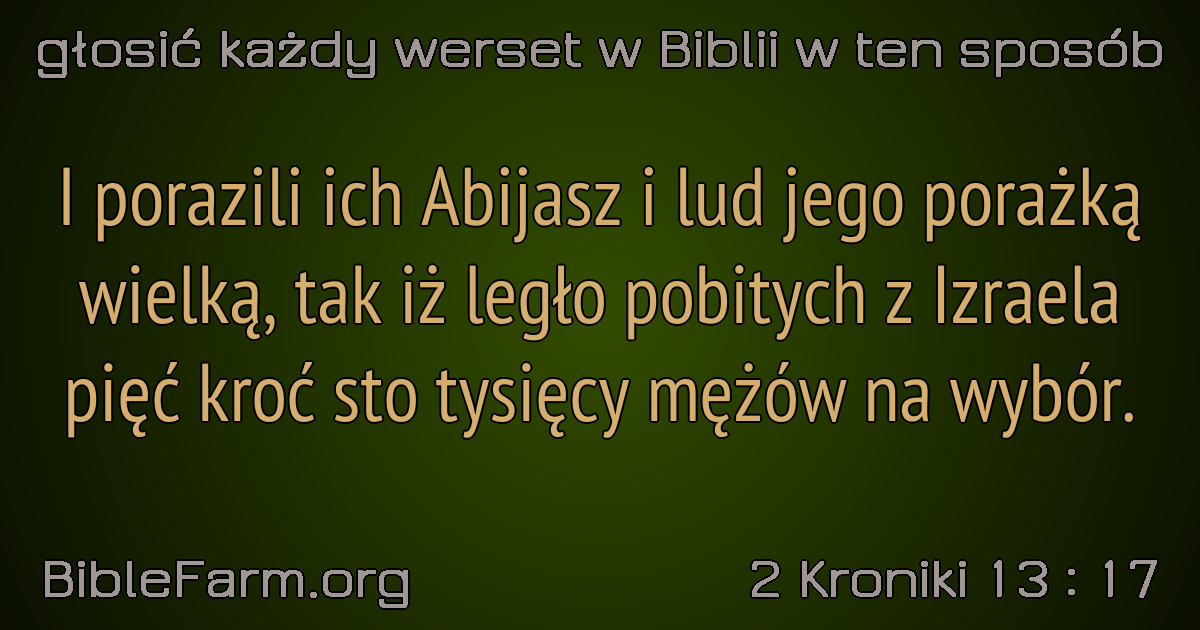 głosić każdy werset w Biblii w ten sposób
I porazili ich Abijasz i lud jego porażką
wielką, tak iż legło pobitych z Izraela
pięć kroć sto tysięcy mężów na wybór.
BibleFarm.org
2 Kroniki 13 : 17